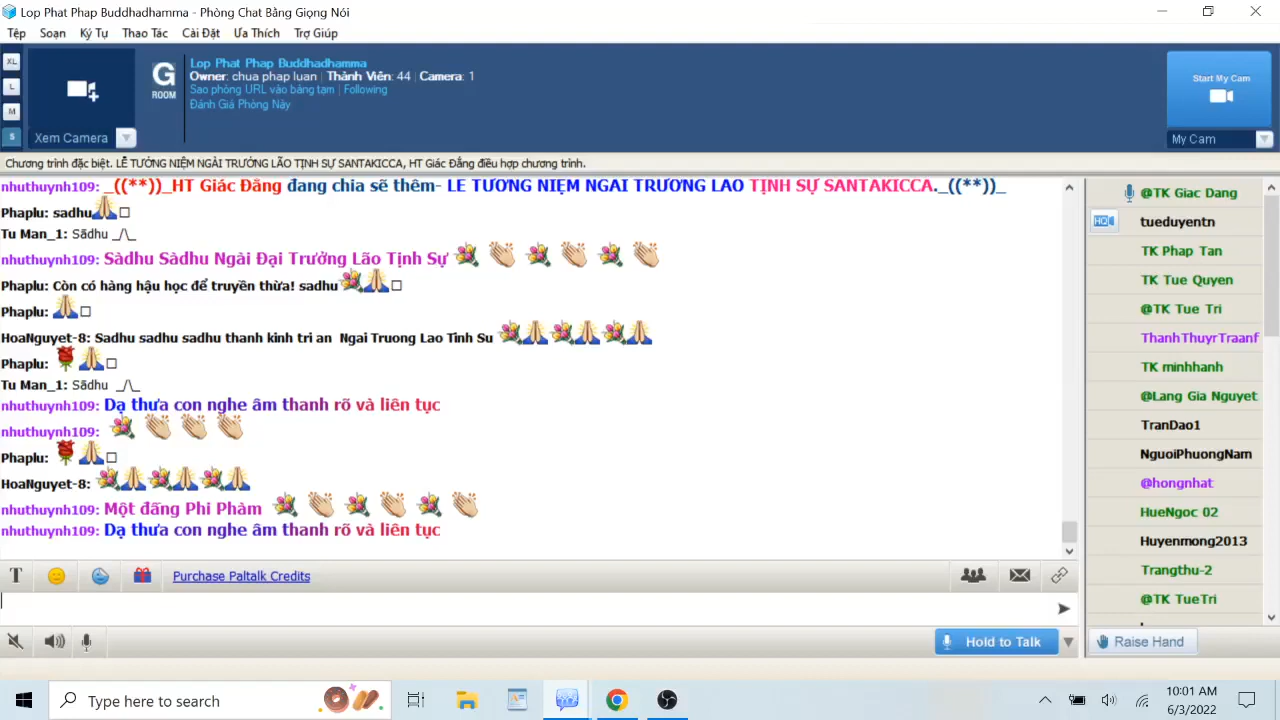 Lop Phat Phap Buddhadhamma - Phòng Chat Bằng Giọng Nói
Tệp Soạn Ký Tự Thao Tác Cài Đặt Ưa Thích Trợ Giúp
XL
L
M
S
Xem Camera
G
ROOM
Lop Phat Phap Buddhadhamma
Owner: chua phap luan | Thành Viên: 44 | Camera: 1
Sao phòng URL vào bảng tạm | Following
Đánh Giá Phòng Này
Start My Cam
My Cam
Chương trình đặc biệt. LỄ TƯỞNG NIỆM NGÀI TRƯỞNG LÃO TỊNH SỰ SANTAKICCA, HT Giác Đẳng điều hợp chương trình.
nhuthuynh109: _((**))_HT Giác Đẳng đang chia sẽ thêm- LE TƯƠNG NIỆM NGAI TRƯƠNG LAO TỊNH SỰ SANTAKICCA._((**))_
Phaplu: sadhu
Tu Man_1: Sādhu _/\_
nhuthuynh109: Sàdhu Sàdhu Ngài Đại Trưởng Lão Tịnh Sự
Phaplu: Còn có hàng hậu học để truyền thừa! sadhu
Phaplu:
HoaNguyet-8: Sadhu sadhu sadhu thanh kinh tri an Ngai Truong Lao Tinh Su
Phaplu:
Tu Man_1: Sādhu _/\_
nhuthuynh109: Dạ thưa con nghe âm thanh rõ và liên tục
nhuthuynh109:
Phaplu:
HoaNguyet-8:
nhuthuynh109: Một đấng Phi Phàm
nhuthuynh109: Dạ thưa con nghe âm thanh rõ và liên tục
@TK Giac Dang
HQ
tueduyentn
TK Phap Tan
TK Tue Quyen
@TK Tue Tri
ThanhThuyrTraanf
TK minhhanh
@Lang Gia Nguyet
TranDao1
NguoiPhuongNam
@hongnhat
HueNgoc 02
Huyenmong2013
Trangthu-2
@TK TueTri
T
Purchase Paltalk Credits
Hold to Talk
Raise Hand
Type here to search
10:01 AM
6/3/2022